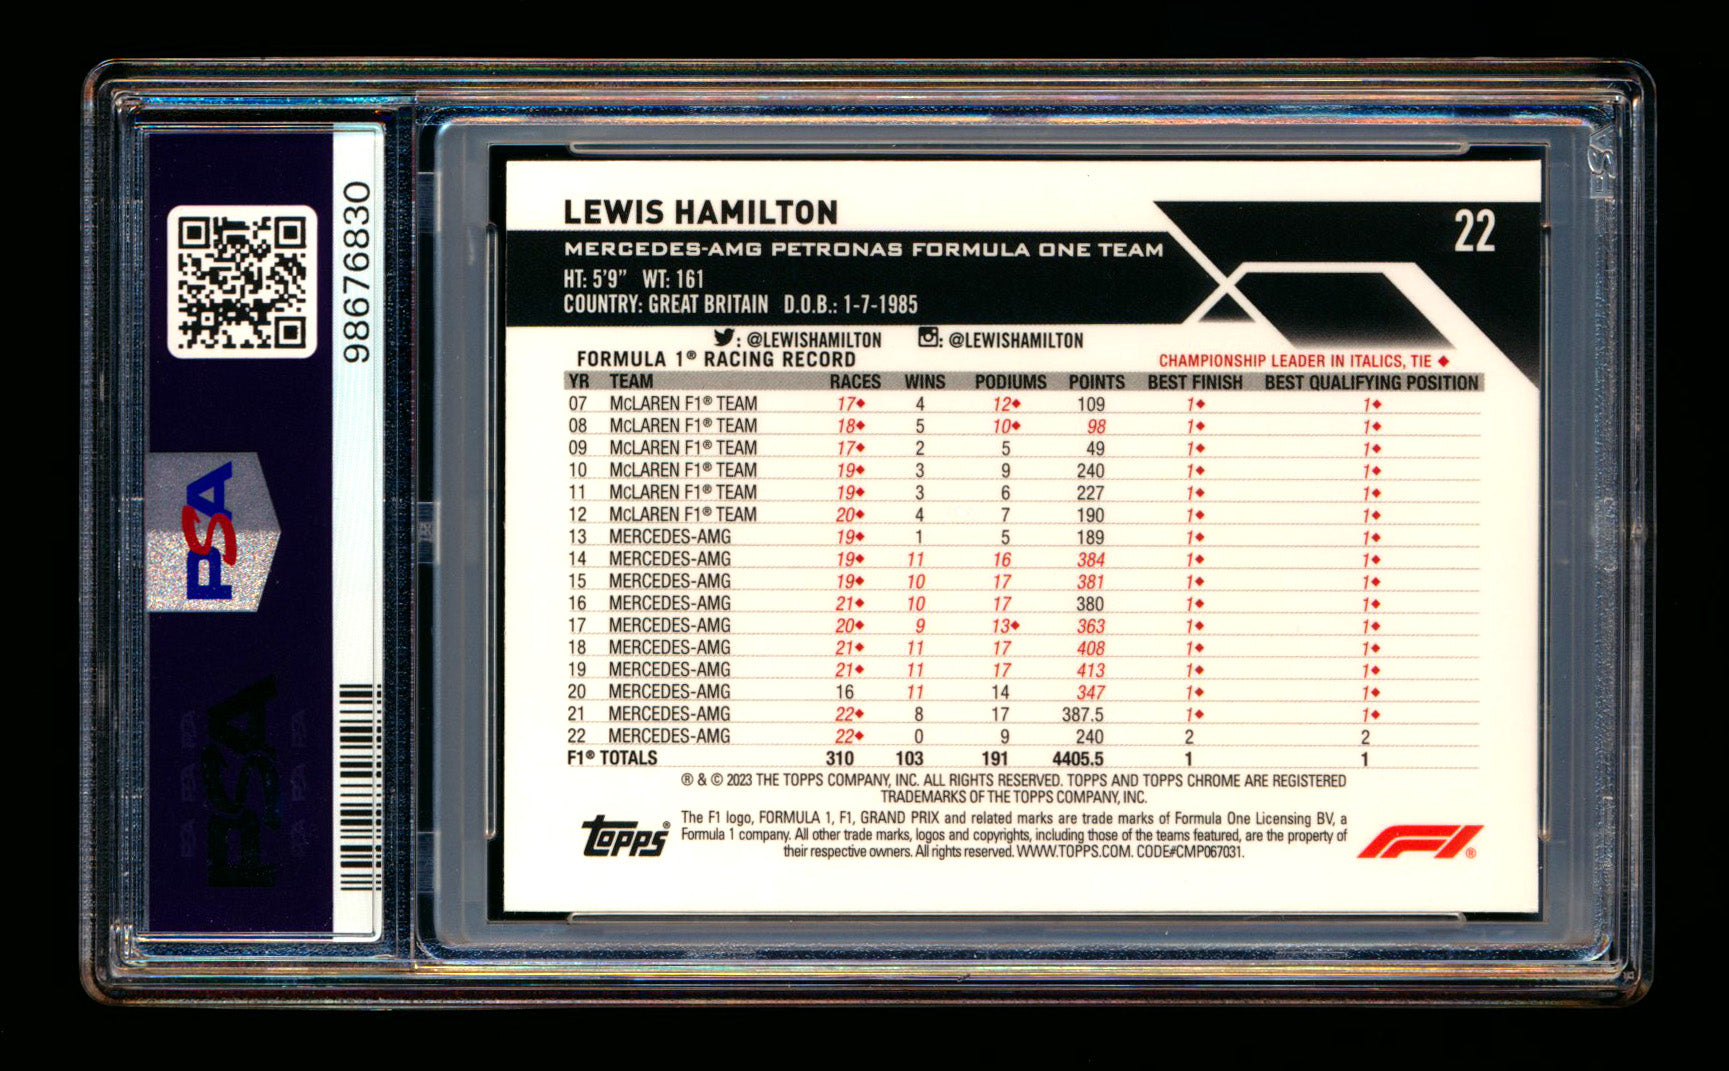 98676830
PSA
PSA
PSA
LEWIS HAMILTON
22
MERCEDES-AMG PETRONAS FORMULA ONE TEAM
HT: 5'9" WT: 161
COUNTRY: GREAT BRITAIN D.O.B.: 1-7-1985
: @LEWISHAMILTON : @LEWISHAMILTON
FORMULA 1® RACING RECORD CHAMPIONSHIP LEADER IN ITALICS, TIE ◆
YR TEAM RACES WINS PODIUMS POINTS BEST FINISH BEST QUALIFYING POSITION
07 McLAREN F1® TEAM 17◆ 4 12◆ 109 1◆ 1◆
08 McLAREN F1® TEAM 18◆ 5 10◆ 98 1◆ 1◆
09 McLAREN F1® TEAM 17◆ 2 5 49 1◆ 1◆
10 McLAREN F1® TEAM 19◆ 3 9 240 1◆ 1◆
11 McLAREN F1® TEAM 19◆ 3 6 227 1◆ 1◆
12 McLAREN F1® TEAM 20◆ 4 7 190 1◆ 1◆
13 MERCEDES-AMG 19◆ 1 5 189 1◆ 1◆
14 MERCEDES-AMG 19◆ 11 16 384 1◆ 1◆
15 MERCEDES-AMG 19◆ 10 17 381 1◆ 1◆
16 MERCEDES-AMG 21◆ 10 17 380 1◆ 1◆
17 MERCEDES-AMG 20◆ 9 13◆ 363 1◆ 1◆
18 MERCEDES-AMG 21◆ 11 17 408 1◆ 1◆
19 MERCEDES-AMG 21◆ 11 17 413 1◆ 1◆
20 MERCEDES-AMG 16 11 14 347 1◆ 1◆
21 MERCEDES-AMG 22◆ 8 17 387.5 1◆ 1◆
22 MERCEDES-AMG 22◆ 0 9 240 2 2
F1® TOTALS 310 103 191 4405.5 1 1
® & © 2023 THE TOPPS COMPANY, INC. ALL RIGHTS RESERVED. TOPPS AND TOPPS CHROME ARE REGISTERED
TRADEMARKS OF THE TOPPS COMPANY, INC.
The F1 logo, FORMULA 1, F1, GRAND PRIX and related marks are trade marks of Formula One Licensing BV, a
Formula 1 company. All other trade marks, logos and copyrights, including those of the teams featured, are the property of
their respective owners. All rights reserved. WWW.TOPPS.COM. CODE#CMP067031.
Topps®
F1®